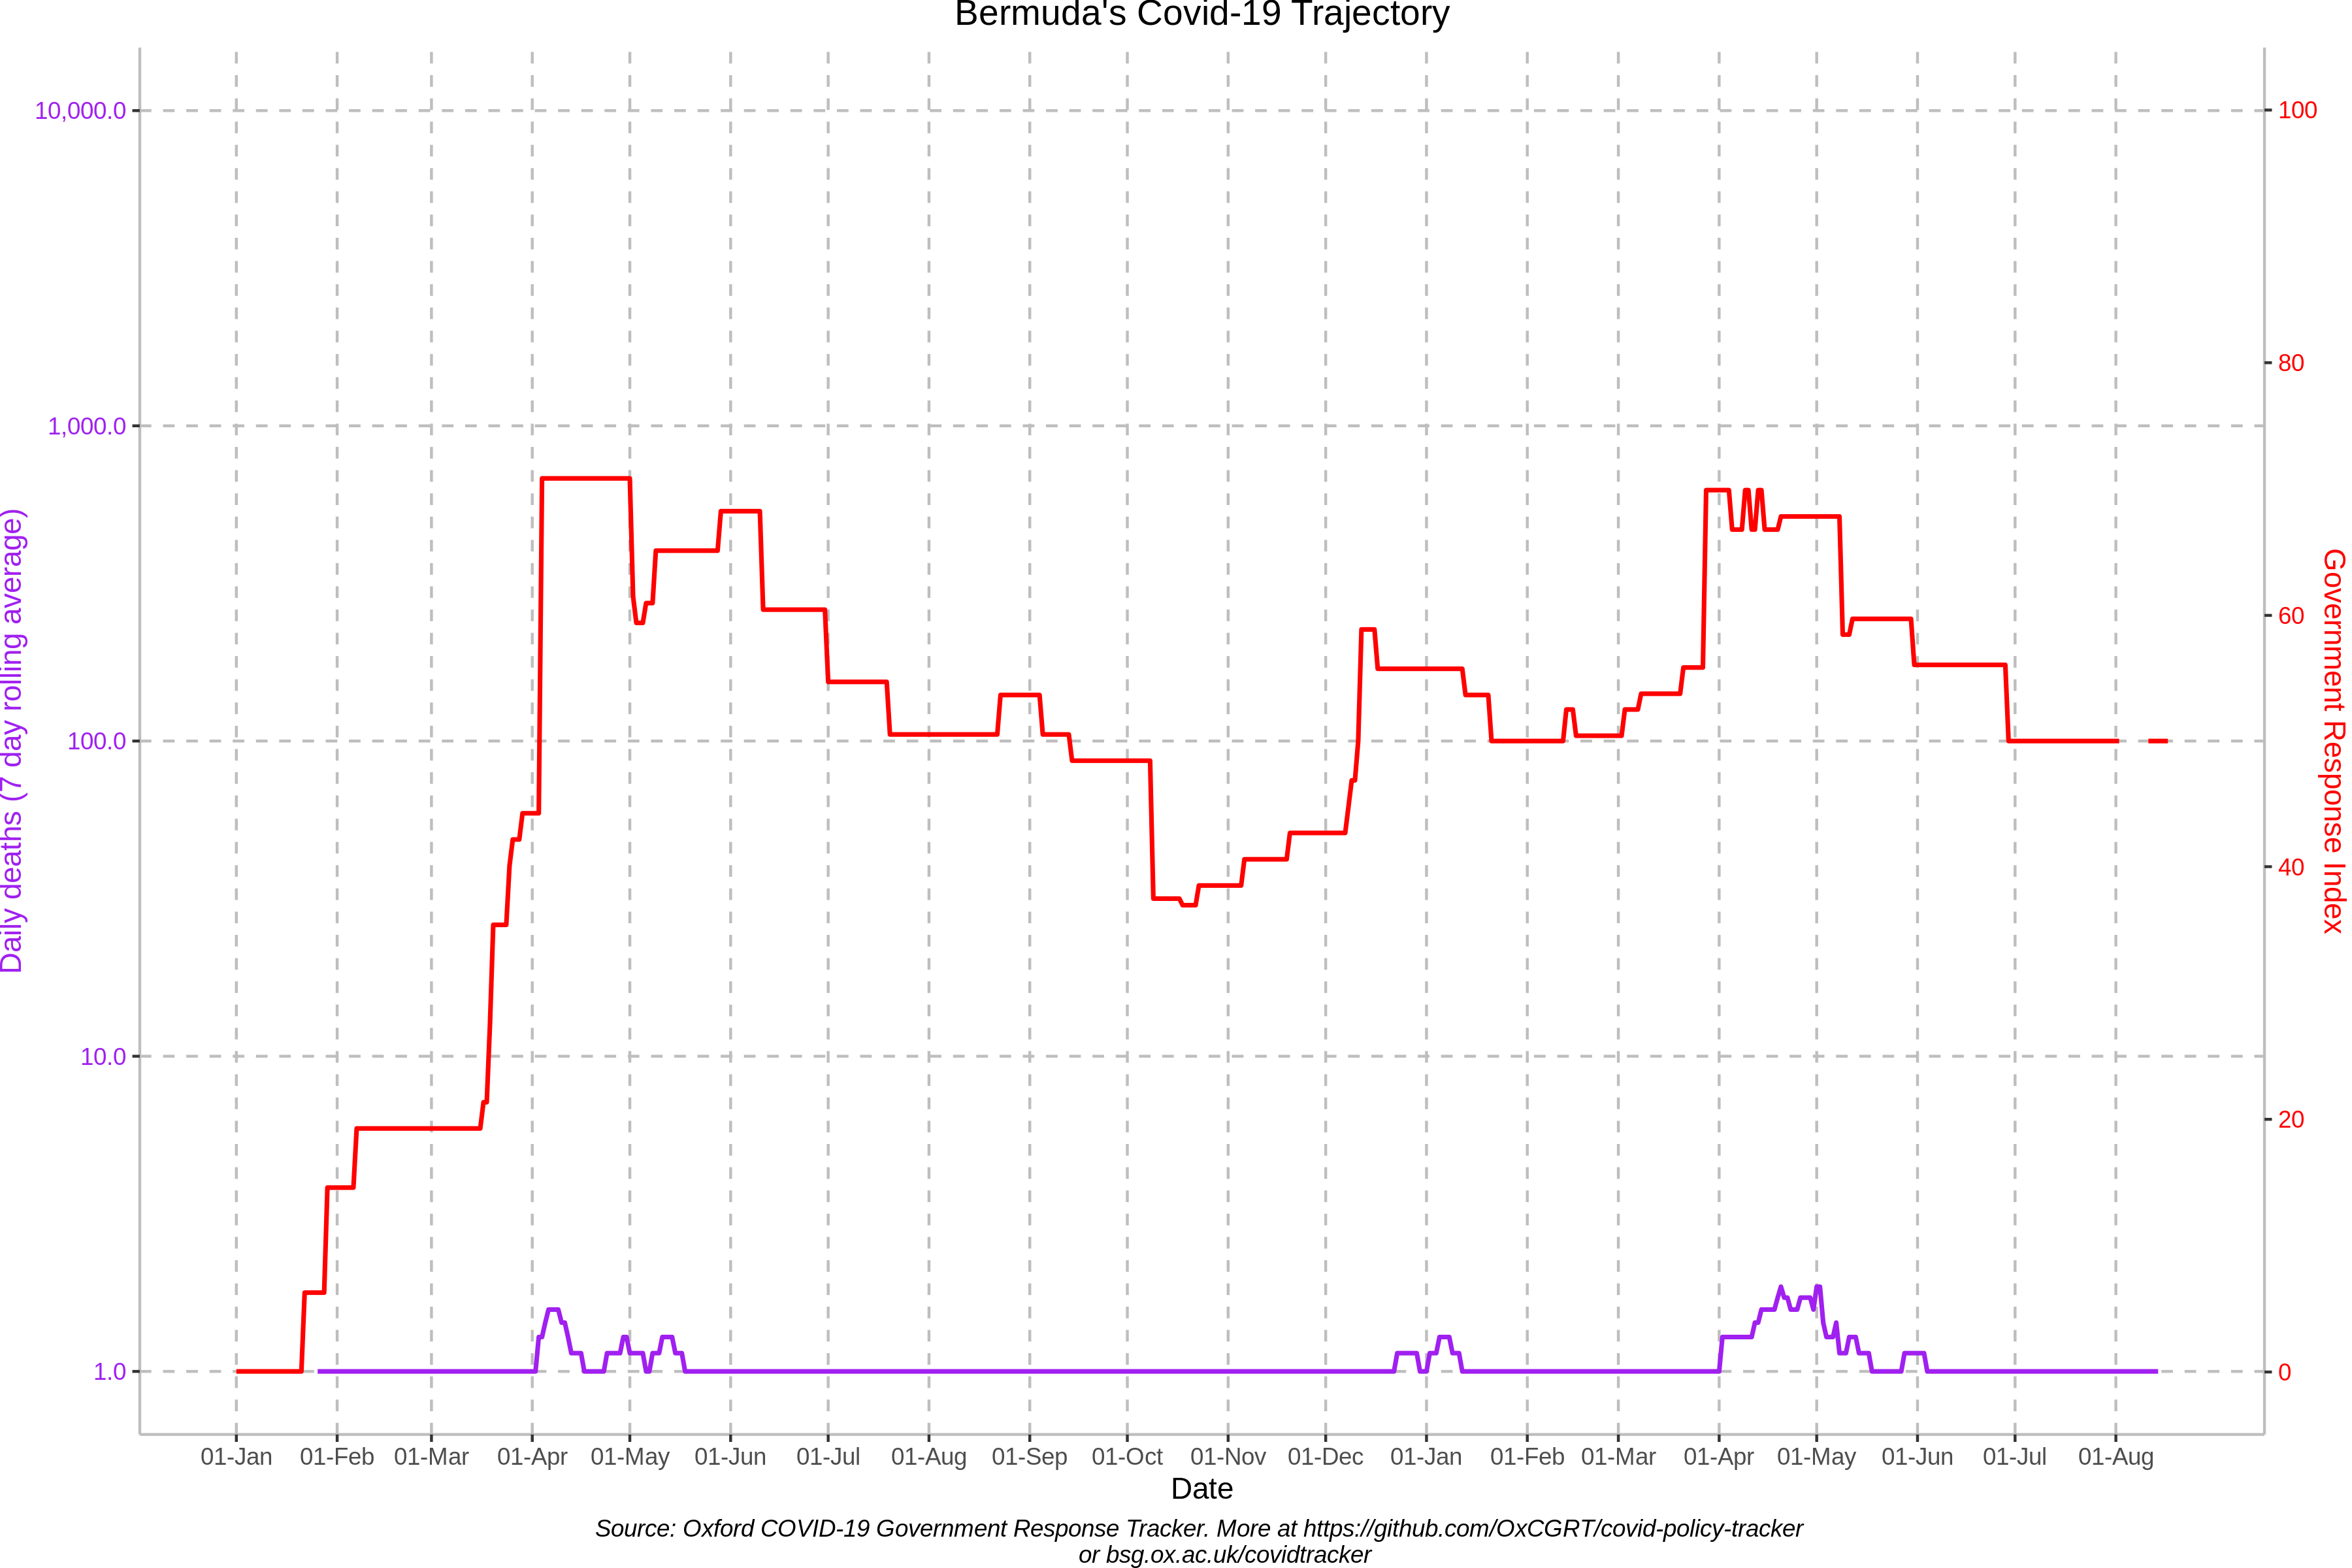 Bermuda's Covid-19 Trajectory
10,000.0
1,000.0
100.0
10.0
1.0
Daily deaths (7 day rolling average)
100
80
60
40
20
0
Government Response Index
01-Jan 01-Feb 01-Mar 01-Apr 01-May 01-Jun 01-Jul 01-Aug 01-Sep 01-Oct 01-Nov 01-Dec 01-Jan 01-Feb 01-Mar 01-Apr 01-May 01-Jun 01-Jul 01-Aug
Date
Source: Oxford COVID-19 Government Response Tracker. More at https://github.com/OxCGRT/covid-policy-tracker
or bsg.ox.ac.uk/covidtracker